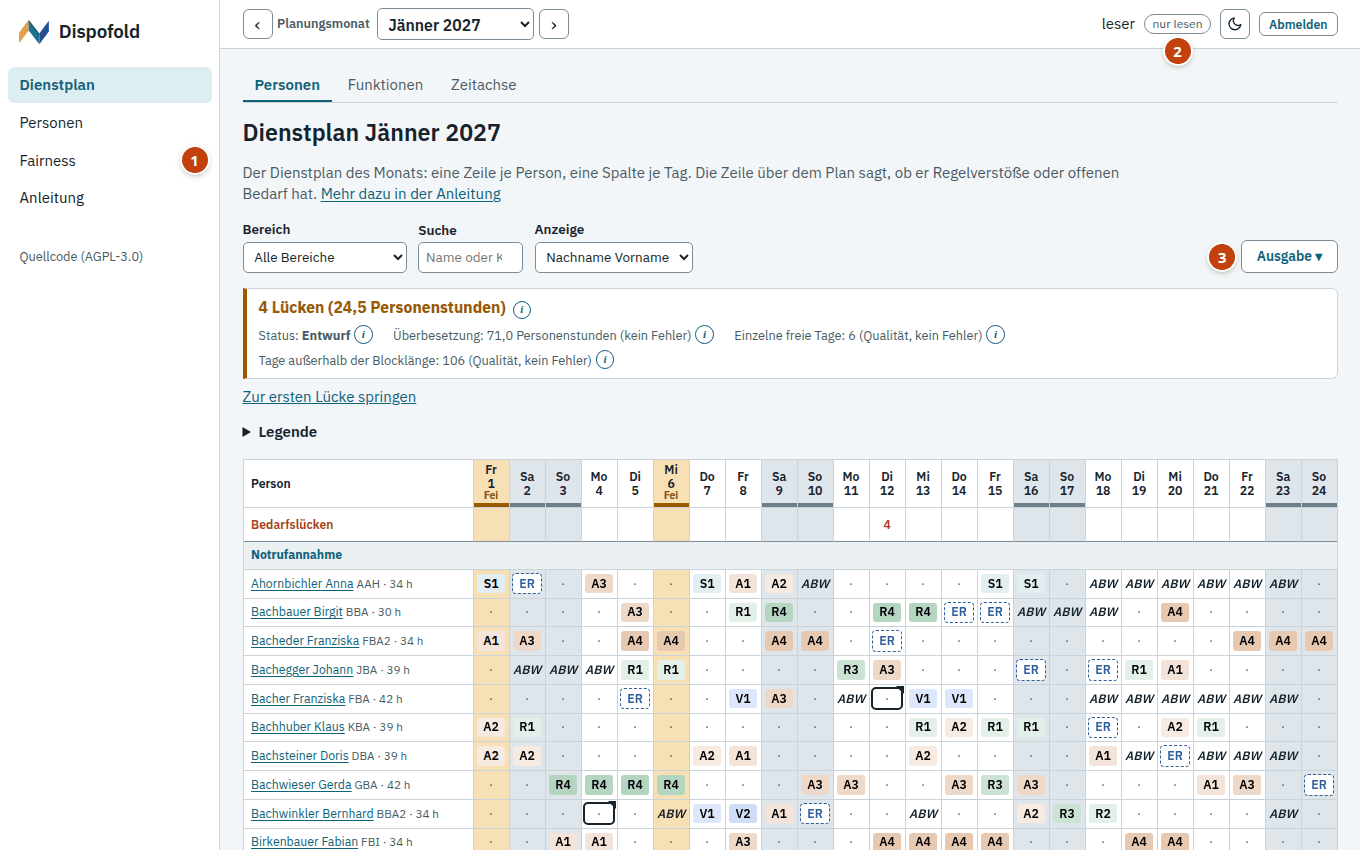 Dispofold
Dienstplan
Personen
Fairness
1
Anleitung
Quellcode (AGPL-3.0)
‹ Planungsmonat Jänner 2027 ›
leser nur lesen Abmelden
2
Personen Funktionen Zeitachse
Dienstplan Jänner 2027
Der Dienstplan des Monats: eine Zeile je Person, eine Spalte je Tag. Die Zeile über dem Plan sagt, ob er Regelverstöße oder offenen
Bedarf hat. Mehr dazu in der Anleitung
Bereich Suche Anzeige
Alle Bereiche Name oder K Nachname Vorname 3 Ausgabe ▾
4 Lücken (24,5 Personenstunden) i
Status: Entwurf i Überbesetzung: 71,0 Personenstunden (kein Fehler) i Einzelne freie Tage: 6 (Qualität, kein Fehler) i
Tage außerhalb der Blocklänge: 106 (Qualität, kein Fehler) i
Zur ersten Lücke springen
▶ Legende
Person Fr 1 Fei Sa 2 So 3 Mo 4 Di 5 Mi 6 Fei Do 7 Fr 8 Sa 9 So 10 Mo 11 Di 12 Mi 13 Do 14 Fr 15 Sa 16 So 17 Mo 18 Di 19 Mi 20 Do 21 Fr 22 Sa 23 So 24
Bedarfslücken 4
Notrufannahme
Ahornbichler Anna AAH · 34 h S1 ER · A3 · · S1 A1 A2 ABW · · · · S1 S1 · ABW ABW ABW ABW ABW ABW ·
Bachbauer Birgit BBA · 30 h · · · · A3 · · R1 R4 · · R4 R4 ER ER ABW ABW ABW · A4 · · · ·
Bacheder Franziska FBA2 · 34 h A1 A3 · · A4 A4 · · A4 A4 · ER · · · · · · · · · A4 A4 A4
Bachegger Johann JBA · 39 h · ABW ABW ABW R1 R1 · · · · R3 A3 · · · ER · ER R1 A1 · · · ·
Bacher Franziska FBA · 42 h · · · · ER · · V1 A3 · ABW · V1 V1 · · · ABW ABW ABW ABW ABW ABW ·
Bachhuber Klaus KBA · 39 h A2 R1 · · · · · · · · · · R1 A2 R1 R1 · ER · A2 R1 · · ·
Bachsteiner Doris DBA · 39 h A2 A2 · · · · A2 A1 · · · · A2 · · · · A1 ABW ER ABW ABW ABW ·
Bachwieser Gerda GBA · 42 h · · R4 R4 R4 R4 · · · A3 A3 · · A3 R3 A3 · · · · A1 A3 · ER
Bachwinkler Bernhard BBA2 · 34 h · · · · · ABW V1 V2 A1 ER · · ABW · · A2 R3 R2 · · · · ABW ·
Birkenbauer Fabian FBI · 34 h · · A1 A1 · · · A3 · · · A4 A4 A4 A4 · · · A4 A4 · · · ·